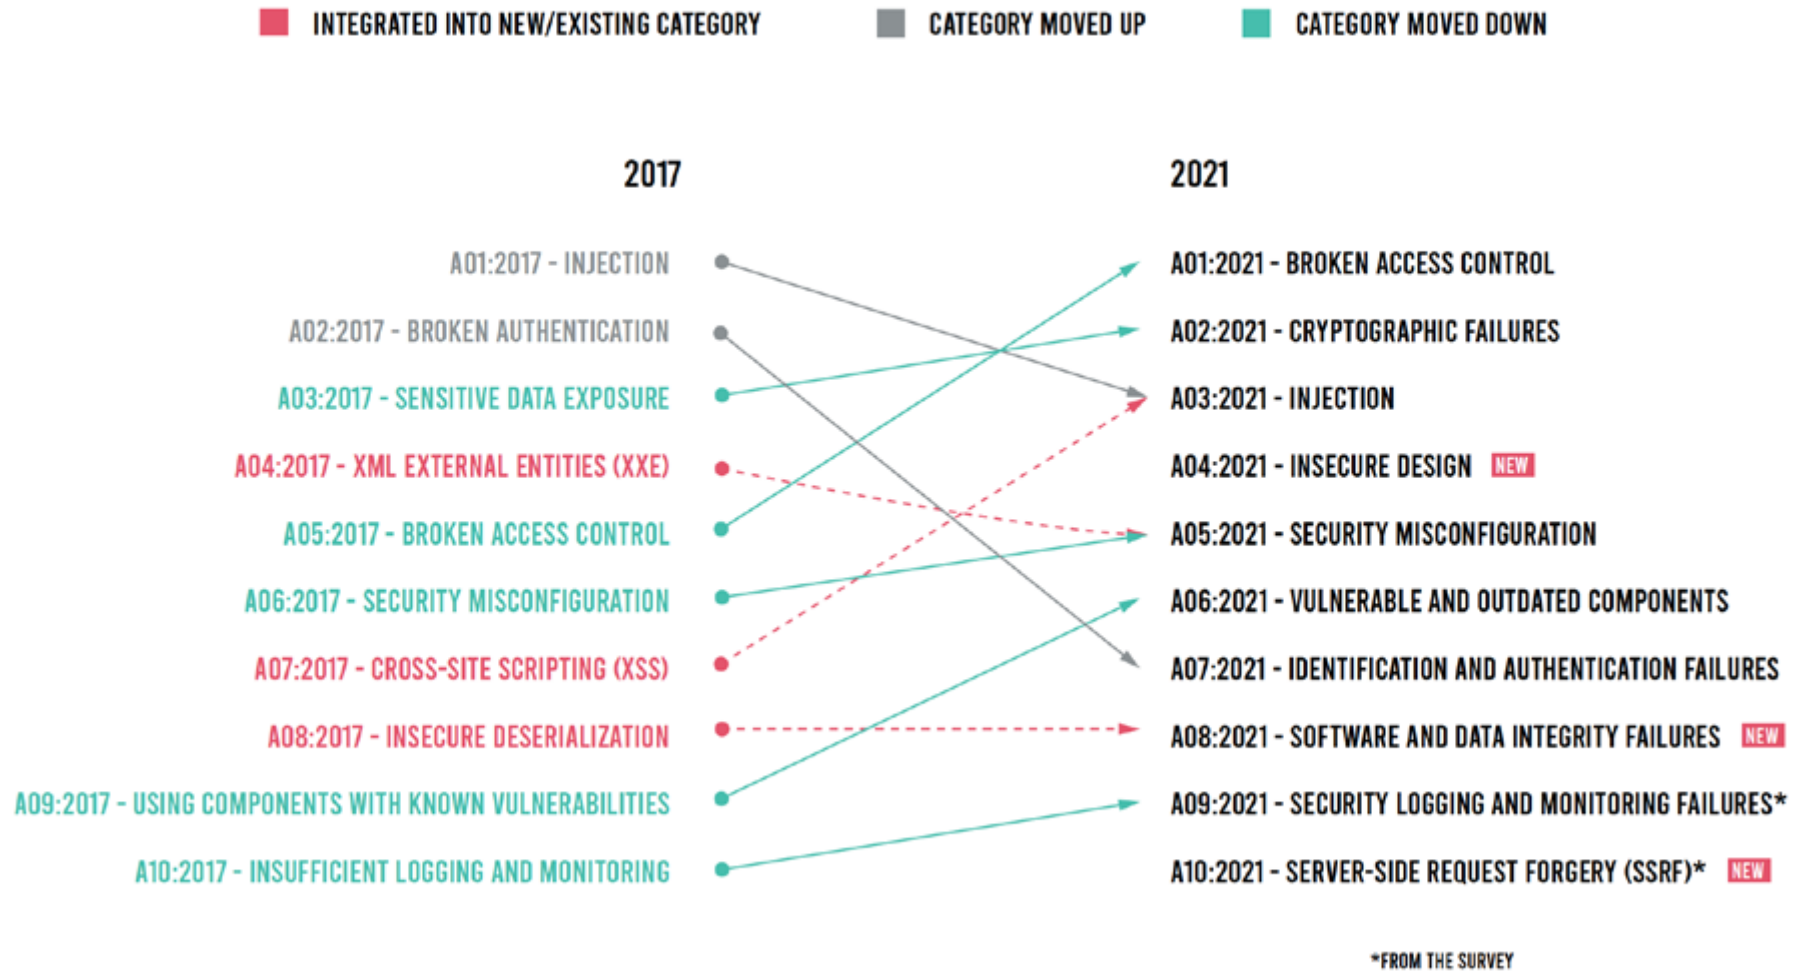 INTEGRATED INTO NEW/EXISTING CATEGORY
CATEGORY MOVED UP
CATEGORY MOVED DOWN
2017
A01:2017 - INJECTION
A02:2017 - BROKEN AUTHENTICATION
A03:2017 - SENSITIVE DATA EXPOSURE
A04:2017 - XML EXTERNAL ENTITIES (XXE)
A05:2017 - BROKEN ACCESS CONTROL
A06:2017 - SECURITY MISCONFIGURATION
A07:2017 - CROSS-SITE SCRIPTING (XSS)
A08:2017 - INSECURE DESERIALIZATION
A09:2017 - USING COMPONENTS WITH KNOWN VULNERABILITIES
A10:2017 - INSUFFICIENT LOGGING AND MONITORING
2021
A01:2021 - BROKEN ACCESS CONTROL
A02:2021 - CRYPTOGRAPHIC FAILURES
A03:2021 - INJECTION
A04:2021 - INSECURE DESIGN NEW
A05:2021 - SECURITY MISCONFIGURATION
A06:2021 - VULNERABLE AND OUTDATED COMPONENTS
A07:2021 - IDENTIFICATION AND AUTHENTICATION FAILURES
A08:2021 - SOFTWARE AND DATA INTEGRITY FAILURES NEW
A09:2021 - SECURITY LOGGING AND MONITORING FAILURES*
A10:2021 - SERVER-SIDE REQUEST FORGERY (SSRF)* NEW
*FROM THE SURVEY